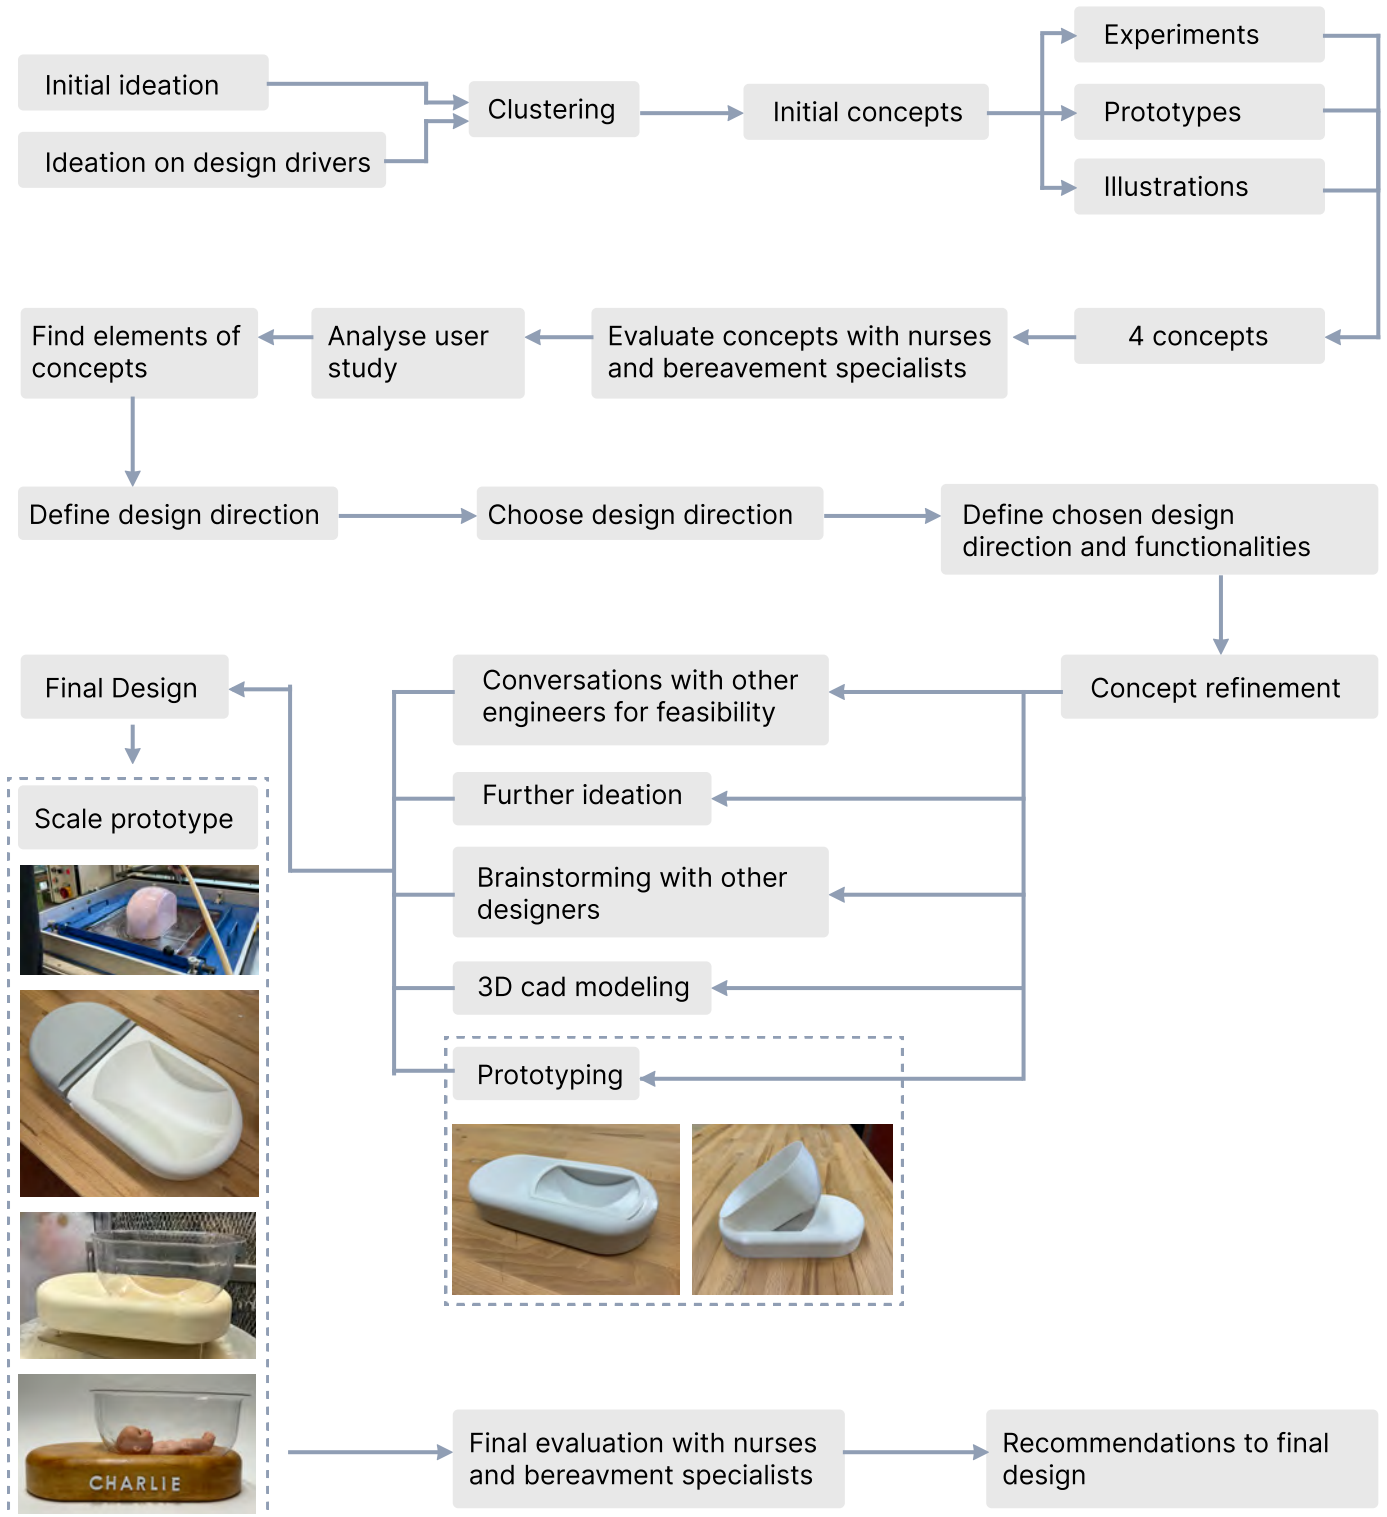 Initial ideation
Ideation on design drivers
Clustering
Initial concepts
Experiments
Prototypes
Illustrations
4 concepts
Evaluate concepts with nurses
and bereavement specialists
Analyse user
study
Find elements of
concepts
Define design direction
Choose design direction
Define chosen design
direction and functionalities
Concept refinement
Conversations with other
engineers for feasibility
Further ideation
Brainstorming with other
designers
3D cad modeling
Prototyping
Final Design
Scale prototype
CHARLIE
Final evaluation with nurses
and bereavment specialists
Recommendations to final
design